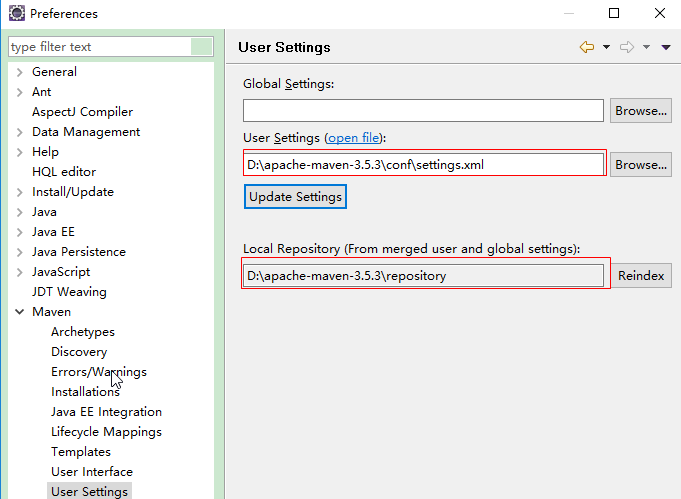 Preferences
type filter text
General
Ant
AspectJ Compiler
Data Management
Help
HQL editor
Install/Update
Java
Java EE
Java Persistence
JavaScript
JDT Weaving
Maven
Archetypes
Discovery
Errors/Warnings
Installations
Java EE Integration
Lifecycle Mappings
Templates
User Interface
User Settings
User Settings
Global Settings:
Browse...
User Settings (open file):
D:\apache-maven-3.5.3\conf\settings.xml
Browse...
Update Settings
Local Repository (From merged user and global settings):
D:\apache-maven-3.5.3\repository
Reindex